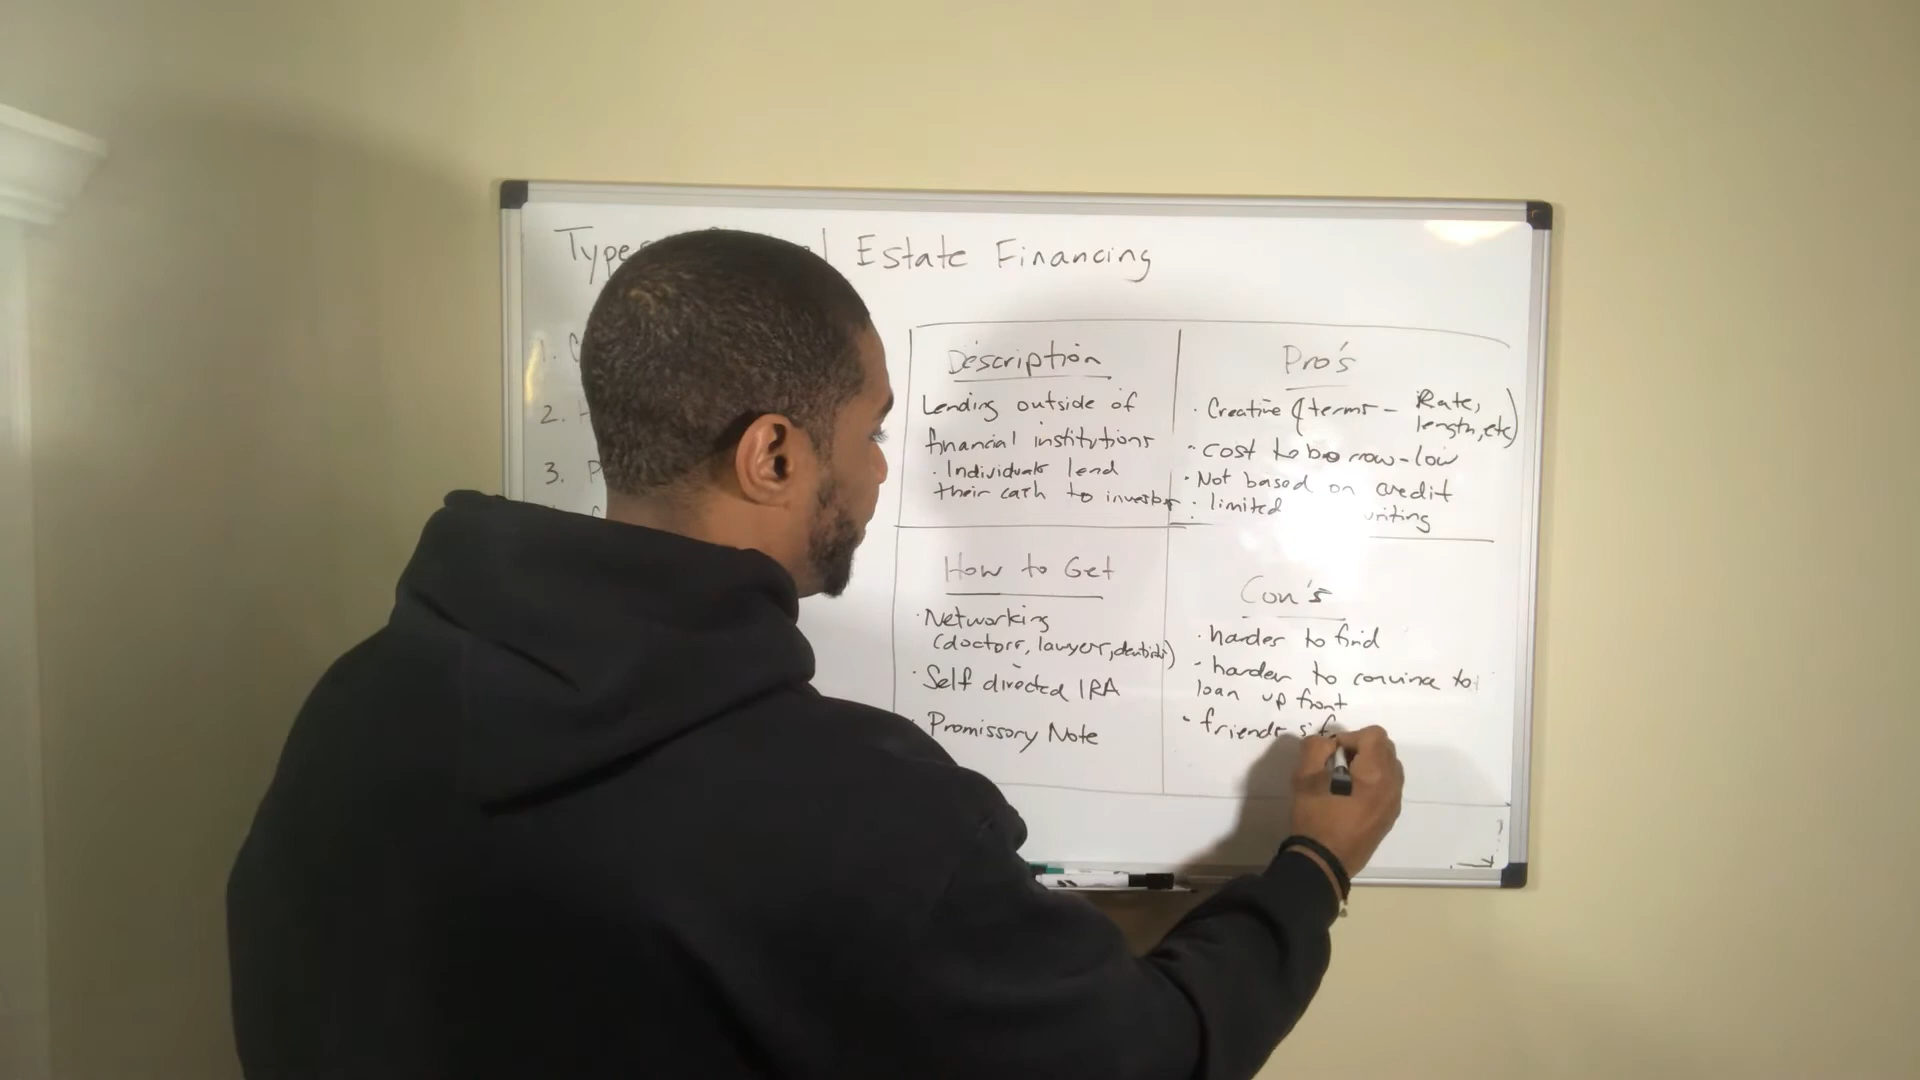 Types Estate Financing
1. C
2. H
3. P
Description
Lending outside of
financial institutions
· Individuals lend
their cash to investor
Pro's
· Creative (terms - Rate,
length, etc)
· Cost to borrow - low
· Not based on credit
· limited writing
How to Get
· Networking
(doctors, lawyers, dentists)
· Self directed IRA
· Promissory Note
Con's
· harder to find
· harder to convince to
loan up front
· friends